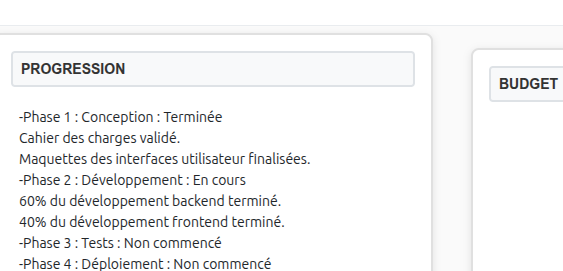 PROGRESSION
-Phase 1 : Conception : Terminée
Cahier des charges validé.
Maquettes des interfaces utilisateur finalisées.
-Phase 2 : Développement : En cours
60% du développement backend terminé.
40% du développement frontend terminé.
-Phase 3 : Tests : Non commencé
-Phase 4 : Déploiement : Non commencé
BUDGET